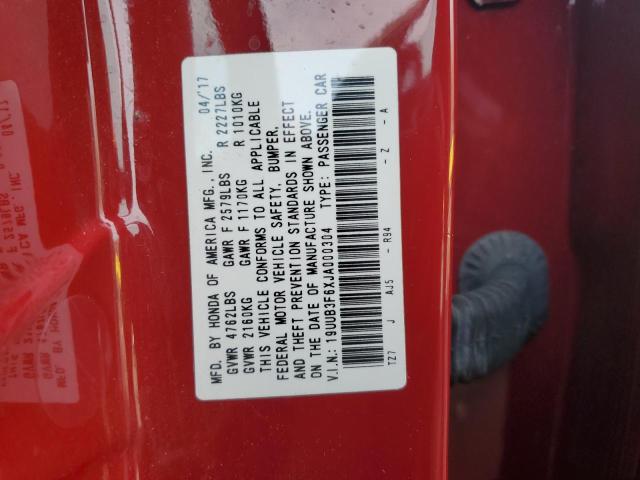 MFD. BY HONDA OF AMERICA MFG., INC. 04/'17
GVWR 4762LBS GAWR F 2579LBS R 2227LBS
GVWR 2160KG GAWR F 1170KG R 1010KG
THIS VEHICLE CONFORMS TO ALL APPLICABLE
FEDERAL MOTOR VEHICLE SAFETY, BUMPER,
AND THEFT PREVENTION STANDARDS IN EFFECT
ON THE DATE OF MANUFACTURE SHOWN ABOVE.
V.I.N.: 19UUB3F6XJA000304 TYPE: PASSENGER CAR
TZ7 J AJ5 - R94 - Z - A